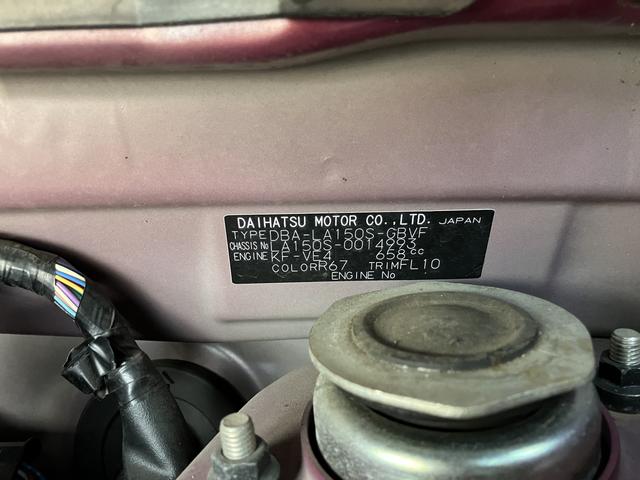 DAIHATSU MOTOR CO.,LTD. JAPAN
TYPE DBA-LA150S-GBVF
CHASSIS No LA150S-0014993
ENGINE KF-VE4 658cc
COLOR R67 TRIM FL10
ENGINE No